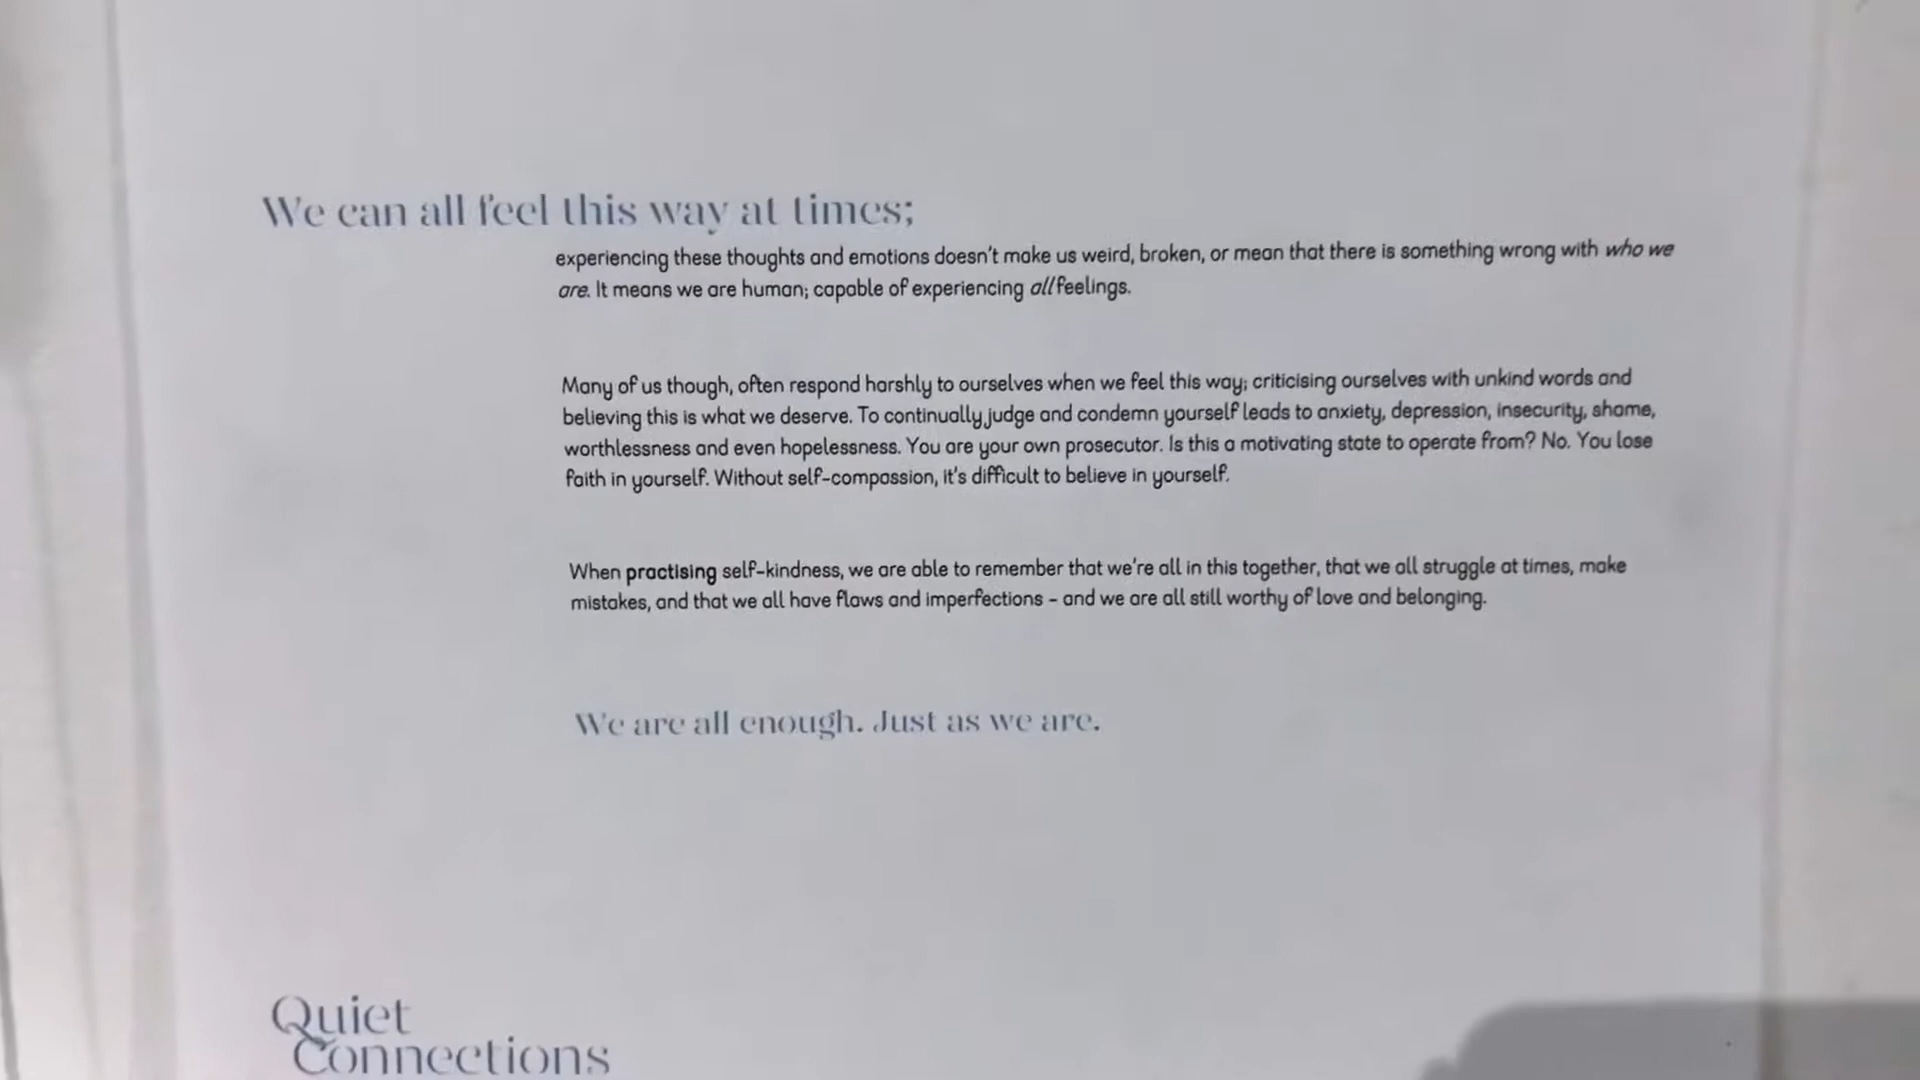 We can all feel this way at times;
experiencing these thoughts and emotions doesn't make us weird, broken, or mean that there is something wrong with who we
are. It means we are human; capable of experiencing all feelings.
Many of us though, often respond harshly to ourselves when we feel this way; criticising ourselves with unkind words and
believing this is what we deserve. To continually judge and condemn yourself leads to anxiety, depression, insecurity, shame,
worthlessness and even hopelessness. You are your own prosecutor. Is this a motivating state to operate from? No. You lose
faith in yourself. Without self-compassion, it's difficult to believe in yourself.
When practising self-kindness, we are able to remember that we're all in this together, that we all struggle at times, make
mistakes, and that we all have flaws and imperfections - and we are all still worthy of love and belonging.
We are all enough. Just as we are.
Quiet
Connections